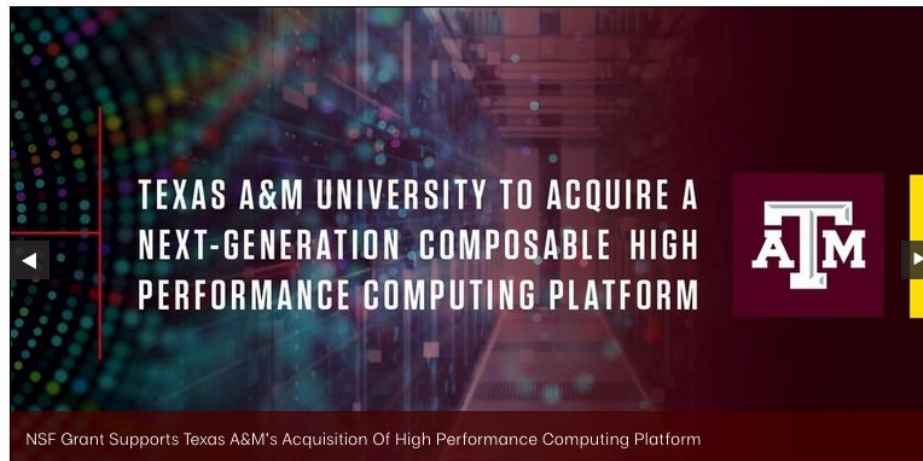 TEXAS A&M UNIVERSITY TO ACQUIRE A
NEXT-GENERATION COMPOSABLE HIGH
PERFORMANCE COMPUTING PLATFORM
ATM
NSF Grant Supports Texas A&M's Acquisition Of High Performance Computing Platform